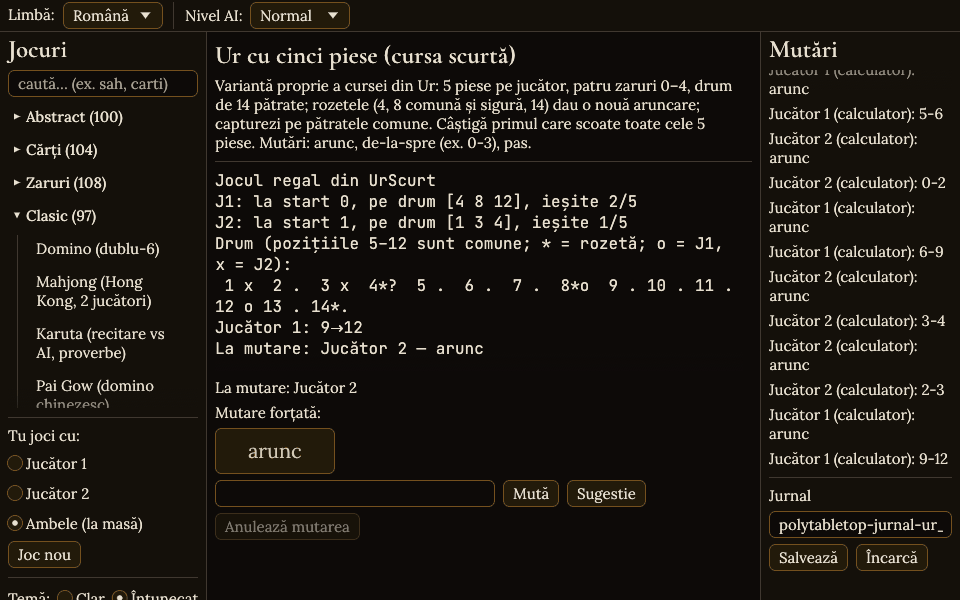 Limbă: Română ▼ Nivel AI: Normal ▼
Jocuri
caută... (ex. sah, carti)
▸ Abstract (100)
▸ Cărți (104)
▸ Zaruri (108)
▾ Clasic (97)
Domino (dublu-6)
Mahjong (Hong
Kong, 2 jucători)
Karuta (recitare vs
AI, proverbe)
Pai Gow (domino
chinezesc)
Tu joci cu:
Jucător 1
Jucător 2
Ambele (la masă)
Joc nou
Temă: Clar Întunecat
Ur cu cinci piese (cursa scurtă)
Variantă proprie a cursei din Ur: 5 piese pe jucător, patru zaruri 0–4, drum
de 14 pătrate; rozetele (4, 8 comună și sigură, 14) dau o nouă aruncare;
capturezi pe pătratele comune. Câștigă primul care scoate toate cele 5
piese. Mutări: arunc, de-la-spre (ex. 0-3), pas.
Jocul regal din UrScurt
J1: la start 0, pe drum [4 8 12], ieșite 2/5
J2: la start 1, pe drum [1 3 4], ieșite 1/5
Drum (pozițiile 5–12 sunt comune; * = rozetă; o = J1,
x = J2):
1 x 2 . 3 x 4*? 5 . 6 . 7 . 8*o 9 . 10 . 11 .
12 o 13 . 14*.
Jucător 1: 9→12
La mutare: Jucător 2 — arunc
La mutare: Jucător 2
Mutare forțată:
arunc
Mută Sugestie
Anulează mutarea
Mutări
Jucător 1 (calculator):
arunc
Jucător 1 (calculator): 5-6
Jucător 2 (calculator):
arunc
Jucător 2 (calculator): 0-2
Jucător 1 (calculator):
arunc
Jucător 1 (calculator): 6-9
Jucător 2 (calculator):
arunc
Jucător 2 (calculator): 3-4
Jucător 2 (calculator):
arunc
Jucător 2 (calculator): 2-3
Jucător 1 (calculator):
arunc
Jucător 1 (calculator): 9-12
Jurnal
polytabletop-jurnal-ur_
Salvează Încarcă